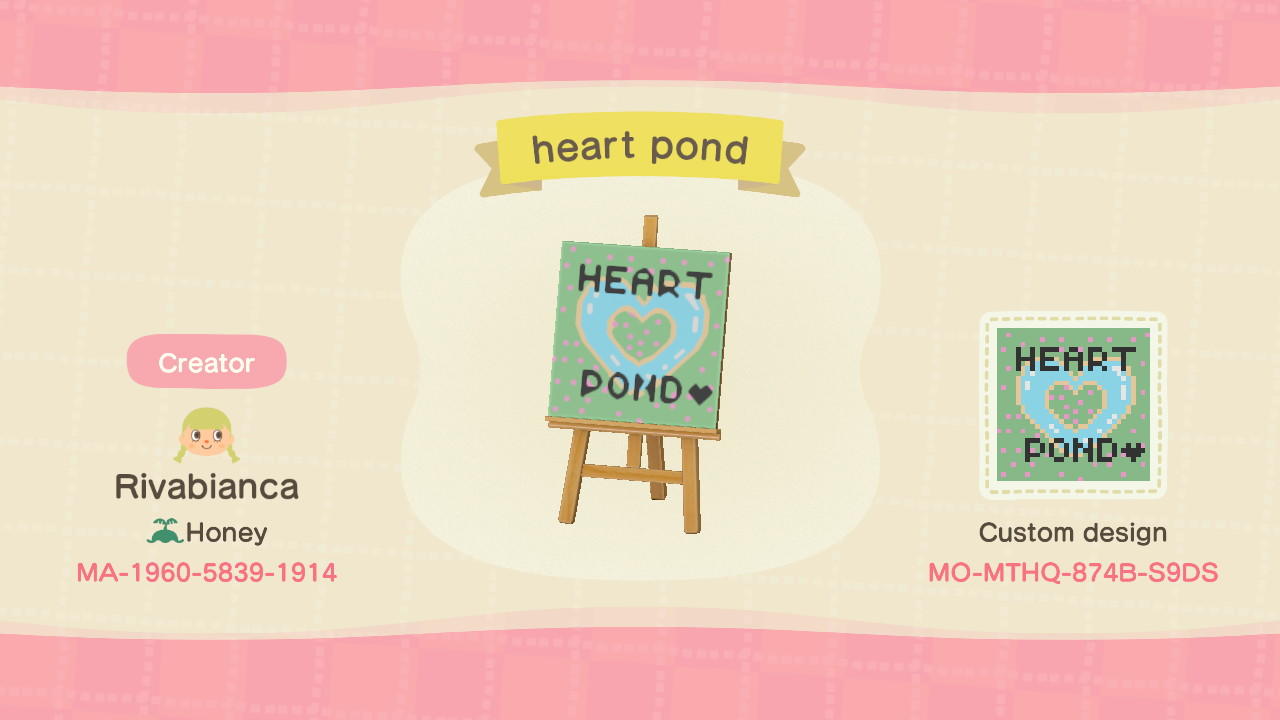 heart pond
HEART
POND♥
Creator
Rivabianca
Honey
MA-1960-5839-1914
HEART
POND♥
Custom design
MO-MTHQ-874B-S9DS